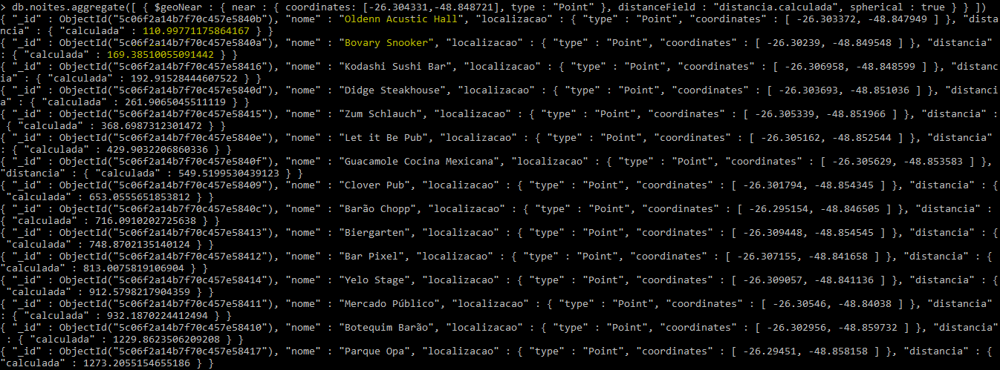 > db.noites.aggregate([ { $geoNear : { near : { coordinates: [-26.304331,-48.848721], type : "Point" }, distanceField : "distancia.calculada", spherical : true } } ])
{ "_id" : ObjectId("5c06f2a14b7f70c457e5840b"), "nome" : "Oldenn Acustic Hall", "localizacao" : { "type" : "Point", "coordinates" : [ -26.303372, -48.847949 ] }, "dista
ncia" : { "calculada" : 110.99771175864167 } }
{ "_id" : ObjectId("5c06f2a14b7f70c457e5840a"), "nome" : "Bovary Snooker", "localizacao" : { "type" : "Point", "coordinates" : [ -26.30239, -48.849548 ] }, "distancia"
: { "calculada" : 169.38510055091442 } }
{ "_id" : ObjectId("5c06f2a14b7f70c457e58416"), "nome" : "Kodashi Sushi Bar", "localizacao" : { "type" : "Point", "coordinates" : [ -26.306958, -48.848599 ] }, "distanc
ia" : { "calculada" : 192.91528444607522 } }
{ "_id" : ObjectId("5c06f2a14b7f70c457e5840d"), "nome" : "Didge Steakhouse", "localizacao" : { "type" : "Point", "coordinates" : [ -26.303693, -48.851036 ] }, "distanci
a" : { "calculada" : 261.9065045511119 } }
{ "_id" : ObjectId("5c06f2a14b7f70c457e58415"), "nome" : "Zum Schlauch", "localizacao" : { "type" : "Point", "coordinates" : [ -26.305339, -48.851966 ] }, "distancia" :
{ "calculada" : 368.6987312301472 } }
{ "_id" : ObjectId("5c06f2a14b7f70c457e5840e"), "nome" : "Let it Be Pub", "localizacao" : { "type" : "Point", "coordinates" : [ -26.305162, -48.852544 ] }, "distancia"
: { "calculada" : 429.9032206860336 } }
{ "_id" : ObjectId("5c06f2a14b7f70c457e5840f"), "nome" : "Guacamole Cocina Mexicana", "localizacao" : { "type" : "Point", "coordinates" : [ -26.305629, -48.853583 ] },
"distancia" : { "calculada" : 549.5199530439123 } }
{ "_id" : ObjectId("5c06f2a14b7f70c457e58409"), "nome" : "Clover Pub", "localizacao" : { "type" : "Point", "coordinates" : [ -26.301794, -48.854345 ] }, "distancia" : {
"calculada" : 653.0555651853812 } }
{ "_id" : ObjectId("5c06f2a14b7f70c457e5840c"), "nome" : "Barão Chopp", "localizacao" : { "type" : "Point", "coordinates" : [ -26.295154, -48.846505 ] }, "distancia" :
{ "calculada" : 716.0910202725638 } }
{ "_id" : ObjectId("5c06f2a14b7f70c457e58413"), "nome" : "Biergarten", "localizacao" : { "type" : "Point", "coordinates" : [ -26.309448, -48.854545 ] }, "distancia" : {
"calculada" : 748.8702135140124 } }
{ "_id" : ObjectId("5c06f2a14b7f70c457e58412"), "nome" : "Bar Pixel", "localizacao" : { "type" : "Point", "coordinates" : [ -26.307155, -48.841658 ] }, "distancia" : {
"calculada" : 813.0075819106904 } }
{ "_id" : ObjectId("5c06f2a14b7f70c457e58414"), "nome" : "Yelo Stage", "localizacao" : { "type" : "Point", "coordinates" : [ -26.309057, -48.841136 ] }, "distancia" : {
"calculada" : 912.5798217904359 } }
{ "_id" : ObjectId("5c06f2a14b7f70c457e58411"), "nome" : "Mercado Público", "localizacao" : { "type" : "Point", "coordinates" : [ -26.30546, -48.84038 ] }, "distancia"
: { "calculada" : 932.1870224412494 } }
{ "_id" : ObjectId("5c06f2a14b7f70c457e58410"), "nome" : "Botequim Barão", "localizacao" : { "type" : "Point", "coordinates" : [ -26.302956, -48.859732 ] }, "distancia"
: { "calculada" : 1229.8623506209208 } }
{ "_id" : ObjectId("5c06f2a14b7f70c457e58417"), "nome" : "Parque Opa", "localizacao" : { "type" : "Point", "coordinates" : [ -26.29451, -48.858158 ] }, "distancia" : {
"calculada" : 1273.2055154655186 } }